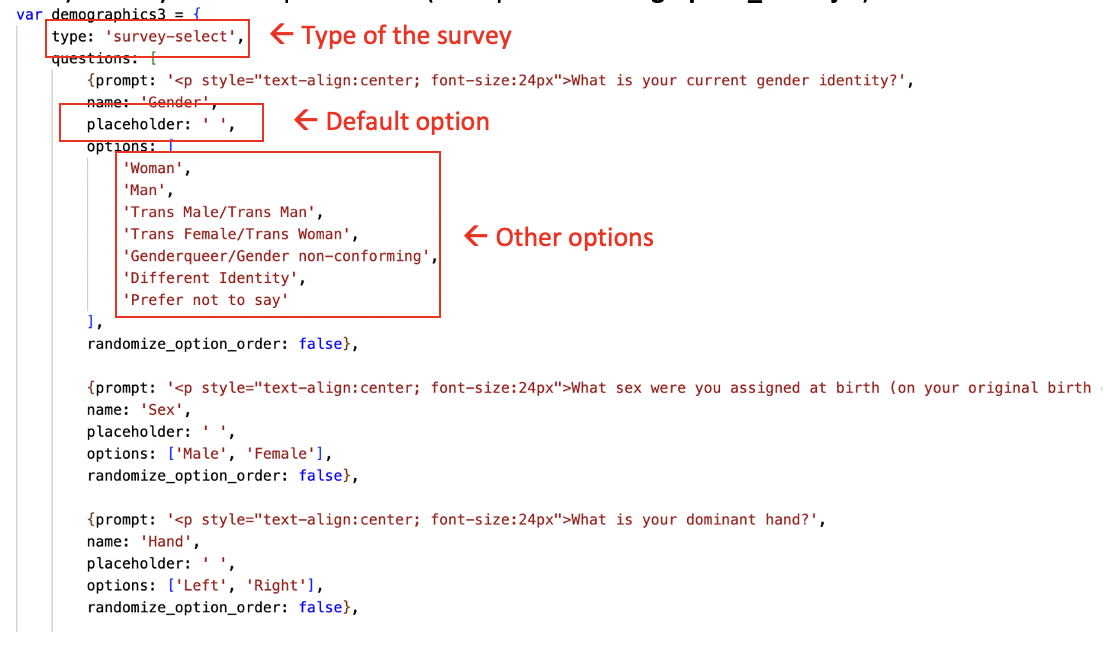 var demographics3 = {
type: 'survey-select', ← Type of the survey
questions: [
{prompt: '<p style="text-align:center; font-size:24px">What is your current gender identity?',
name: 'Gender',
placeholder: ' ', ← Default option
options: [
'Woman',
'Man',
'Trans Male/Trans Man',
'Trans Female/Trans Woman',
'Genderqueer/Gender non-conforming', ← Other options
'Different Identity',
'Prefer not to say'
],
randomize_option_order: false},
{prompt: '<p style="text-align:center; font-size:24px">What sex were you assigned at birth (on your original birth
name: 'Sex',
placeholder: ' ',
options: ['Male', 'Female'],
randomize_option_order: false},
{prompt: '<p style="text-align:center; font-size:24px">What is your dominant hand?',
name: 'Hand',
placeholder: ' ',
options: ['Left', 'Right'],
randomize_option_order: false},